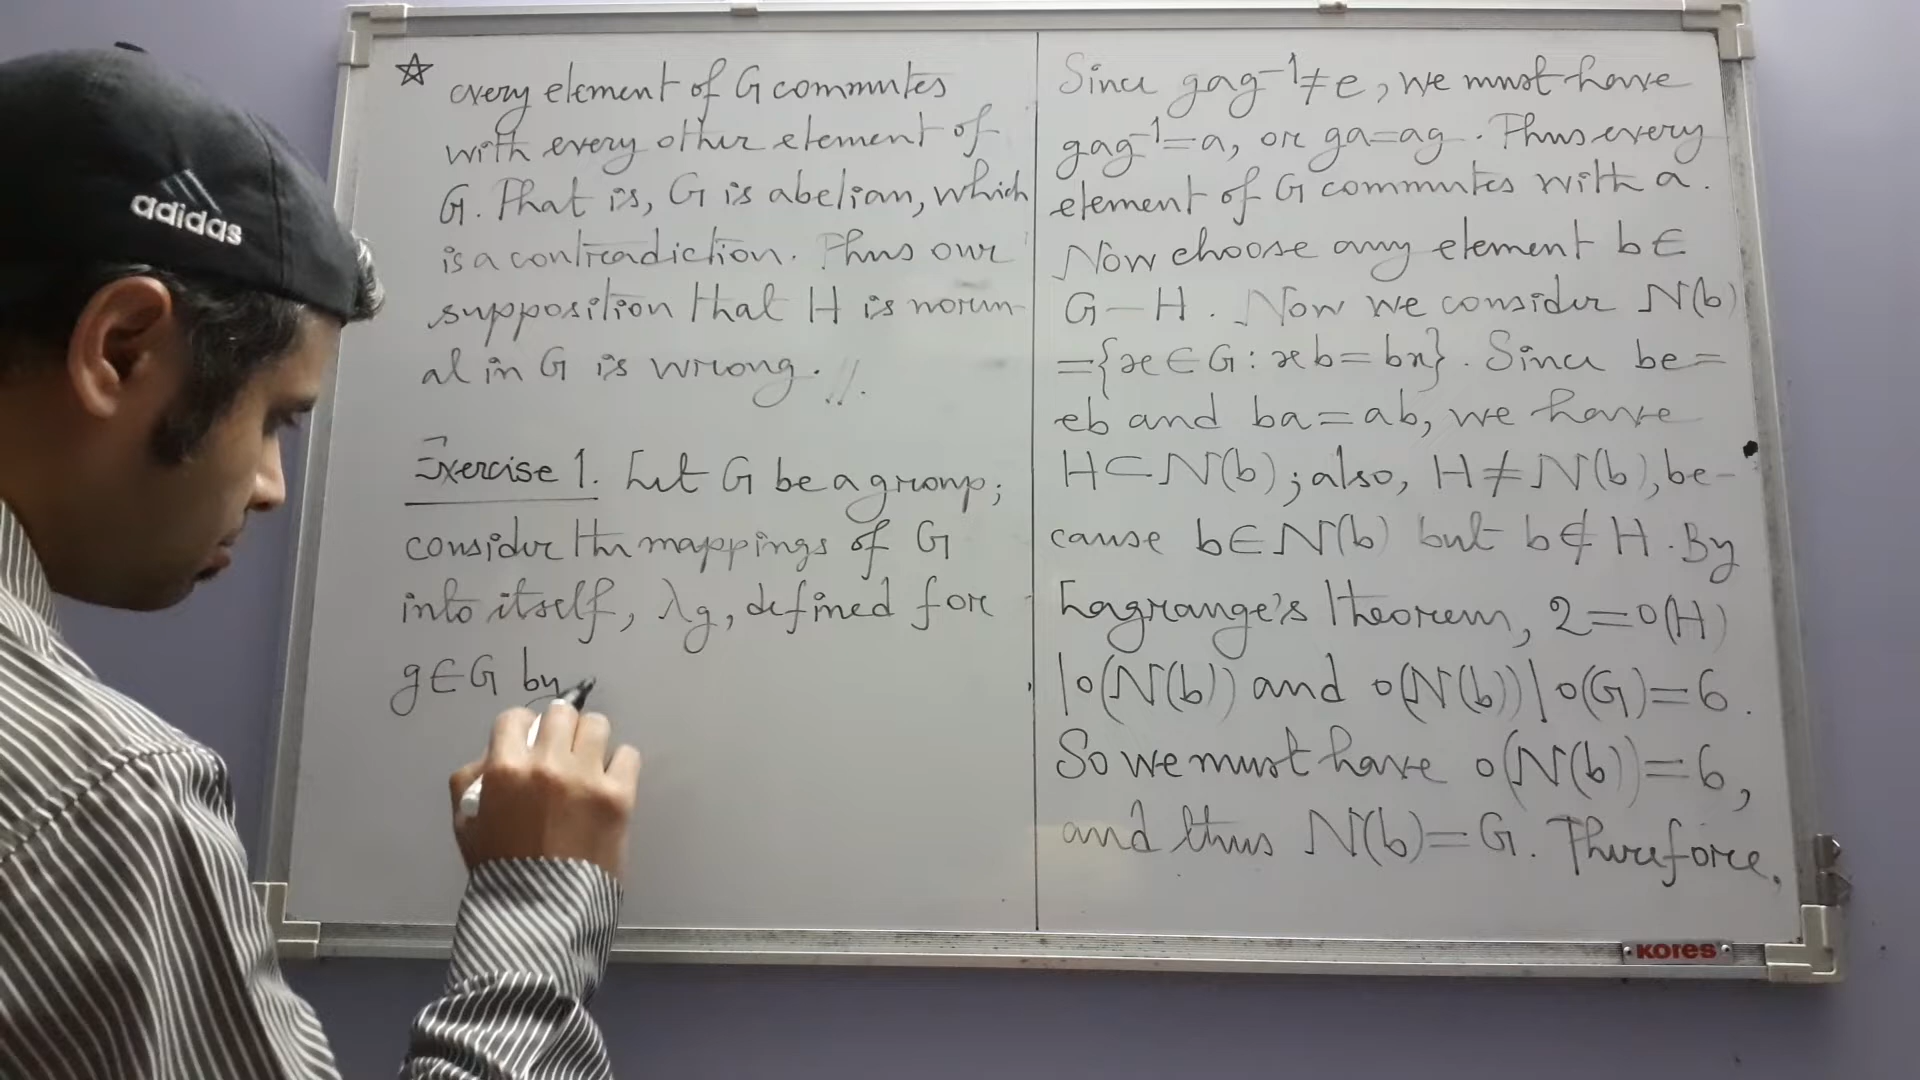 ☆ every element of G commutes
with every other element of
G. That is, G is abelian, which
is a contradiction. Thus our
supposition that H is norm-
al in G is wrong. //.
Exercise 1. Let G be a group;
consider the mappings of G
into itself, λg, defined for
g∈G by
Since gag⁻¹≠e, we must have
gag⁻¹=a, or ga=ag. Thus every
element of G commutes with a.
Now choose any element b∈
G−H. Now we consider N(b)
={x∈G: xb=bx}. Since be=
eb and ba=ab, we have
H⊂N(b); also, H≠N(b), be-
cause b∈N(b) but b∉H. By
Lagrange's theorem, 2=o(H)
|o(N(b)) and o(N(b))|o(G)=6.
So we must have o(N(b))=6,
and thus N(b)=G. Therefore,
adidas
KORES